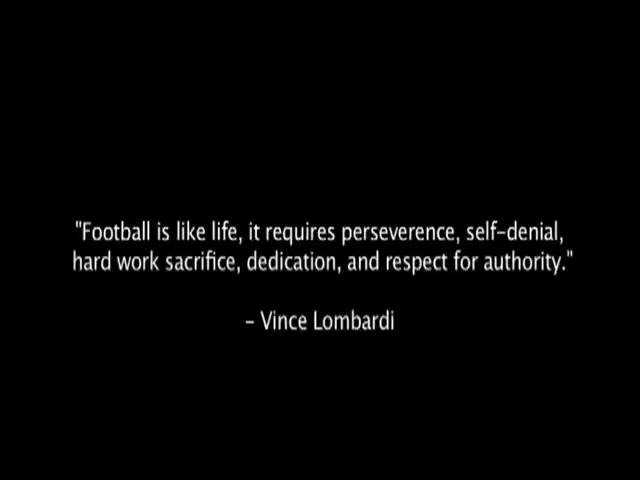 "Football is like life, it requires perseverence, self-denial,
hard work sacrifice, dedication, and respect for authority."
- Vince Lombardi